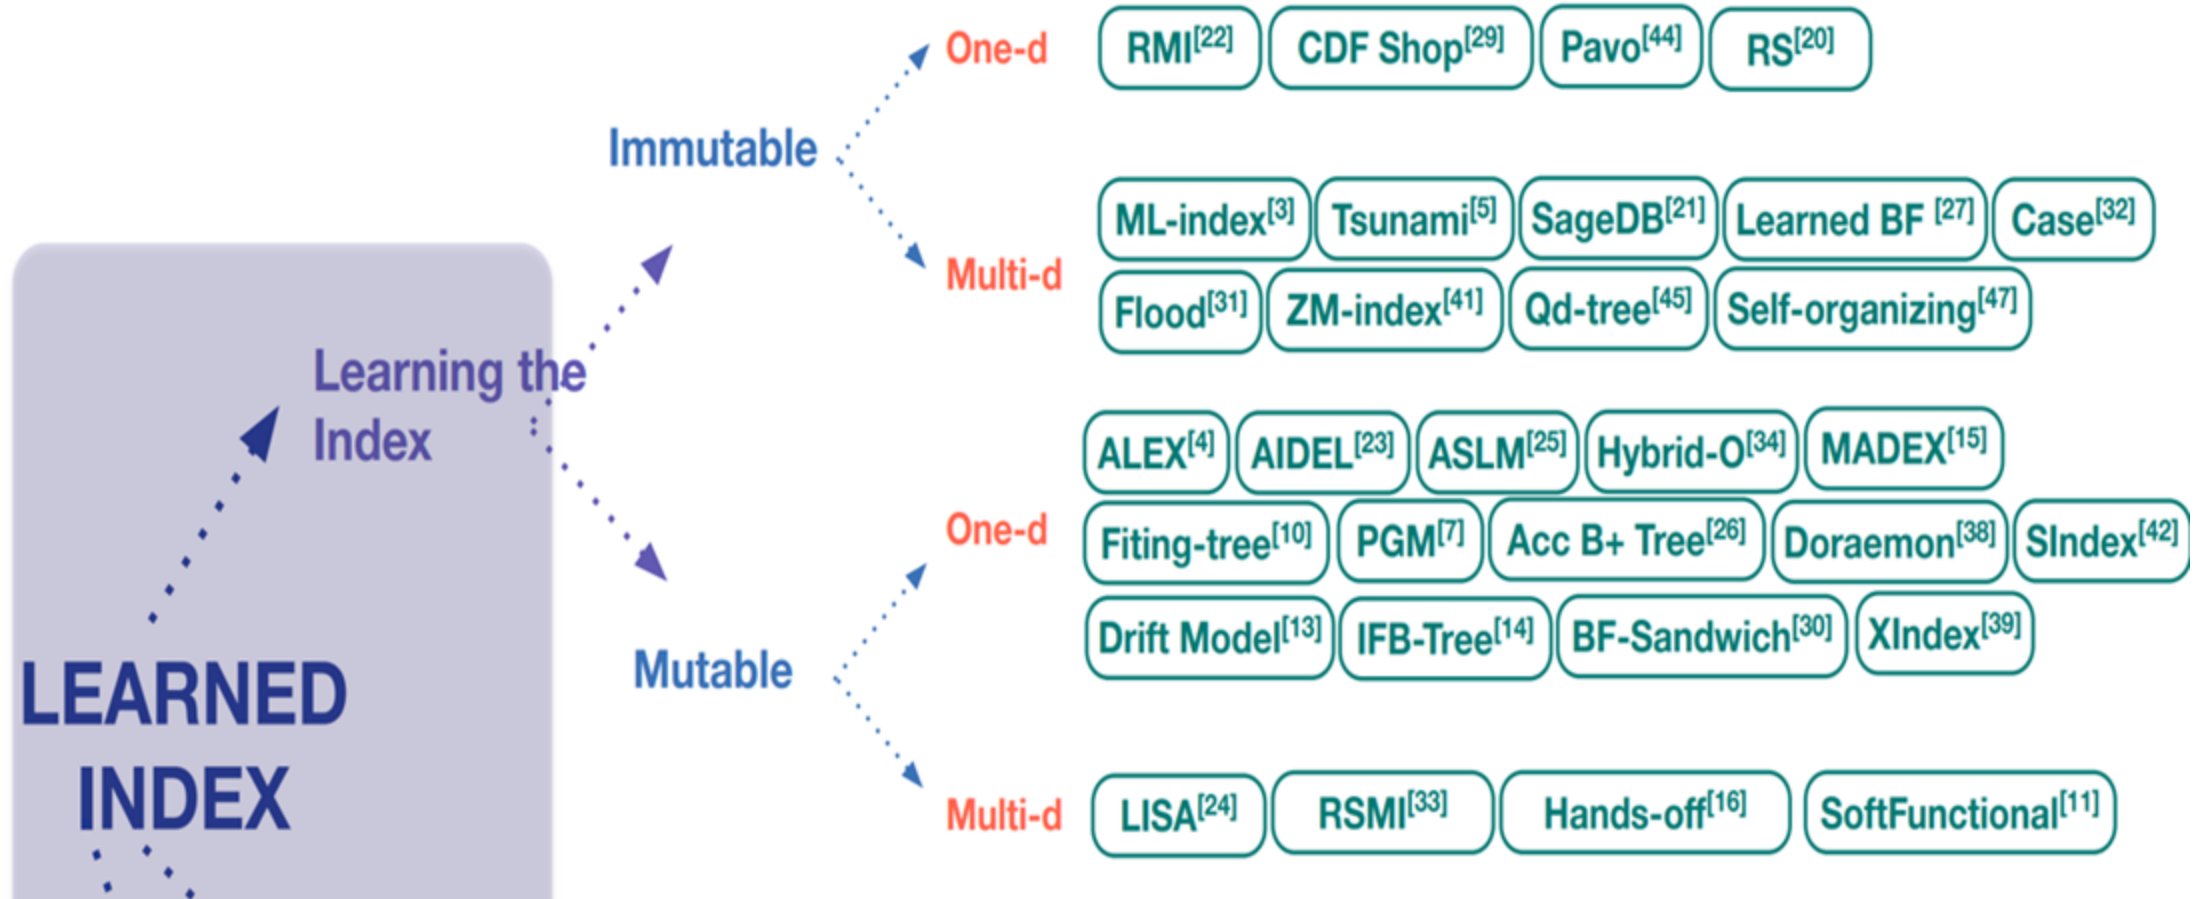 One-d
RMI[22] CDF Shop[29] Pavo[44] RS[20]
Immutable
Multi-d
ML-index[3] Tsunami[5] SageDB[21] Learned BF [27] Case[32]
Flood[31] ZM-index[41] Qd-tree[45] Self-organizing[47]
Learning the
Index
One-d
ALEX[4] AIDEL[23] ASLM[25] Hybrid-O[34] MADEX[15]
Fiting-tree[10] PGM[7] Acc B+ Tree[26] Doraemon[38] SIndex[42]
Drift Model[13] IFB-Tree[14] BF-Sandwich[30] XIndex[39]
Mutable
Multi-d
LISA[24] RSMI[33] Hands-off[16] SoftFunctional[11]
LEARNED
INDEX